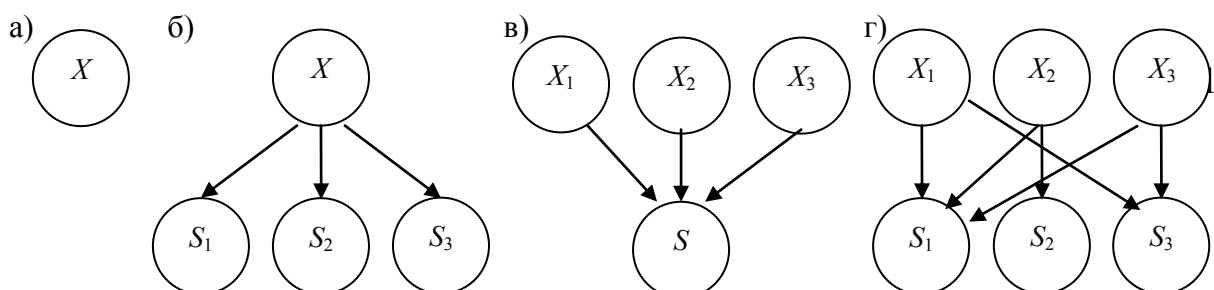 а) б) в) г)
X X X₁ X₂ X₃ X₁ X₂ X₃
S₁ S₂ S₃ S S₁ S₂ S₃